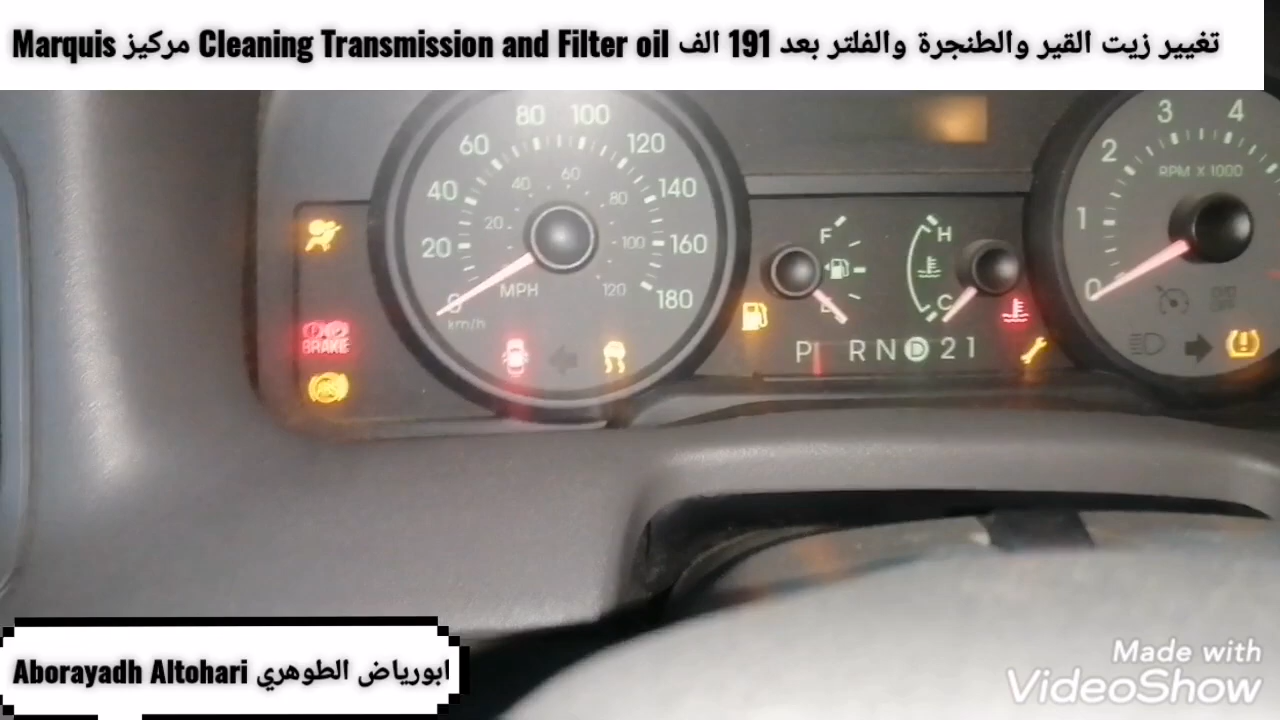 تغيير زيت القير والطنجرة والفلتر بعد 191 الف Cleaning Transmission and Filter oil مركيز Marquis
80 100
60 120
40 140
20 160
0 180
20 40 60 80 100 120
MPH
km/h
BRAKE
F
E
H
C
P R N D 2 1
0 1 2 3 4
RPM X 1000
ابورياض الطوهري Aborayadh Altohari
Made with
VideoShow